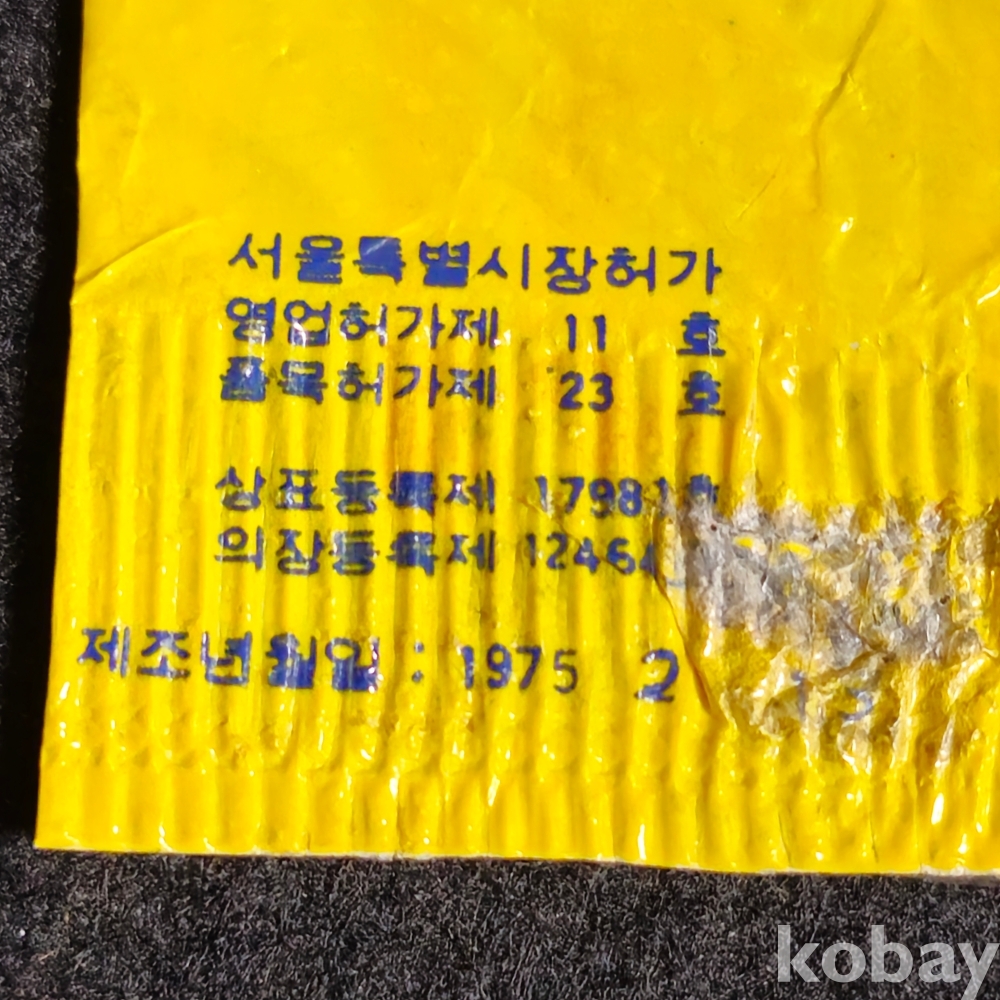 서울특별시장허가
영업허가제 11 호
품목허가제 23 호
상표등록제
의장등록제
제조년월일 : 1975 2
kobay